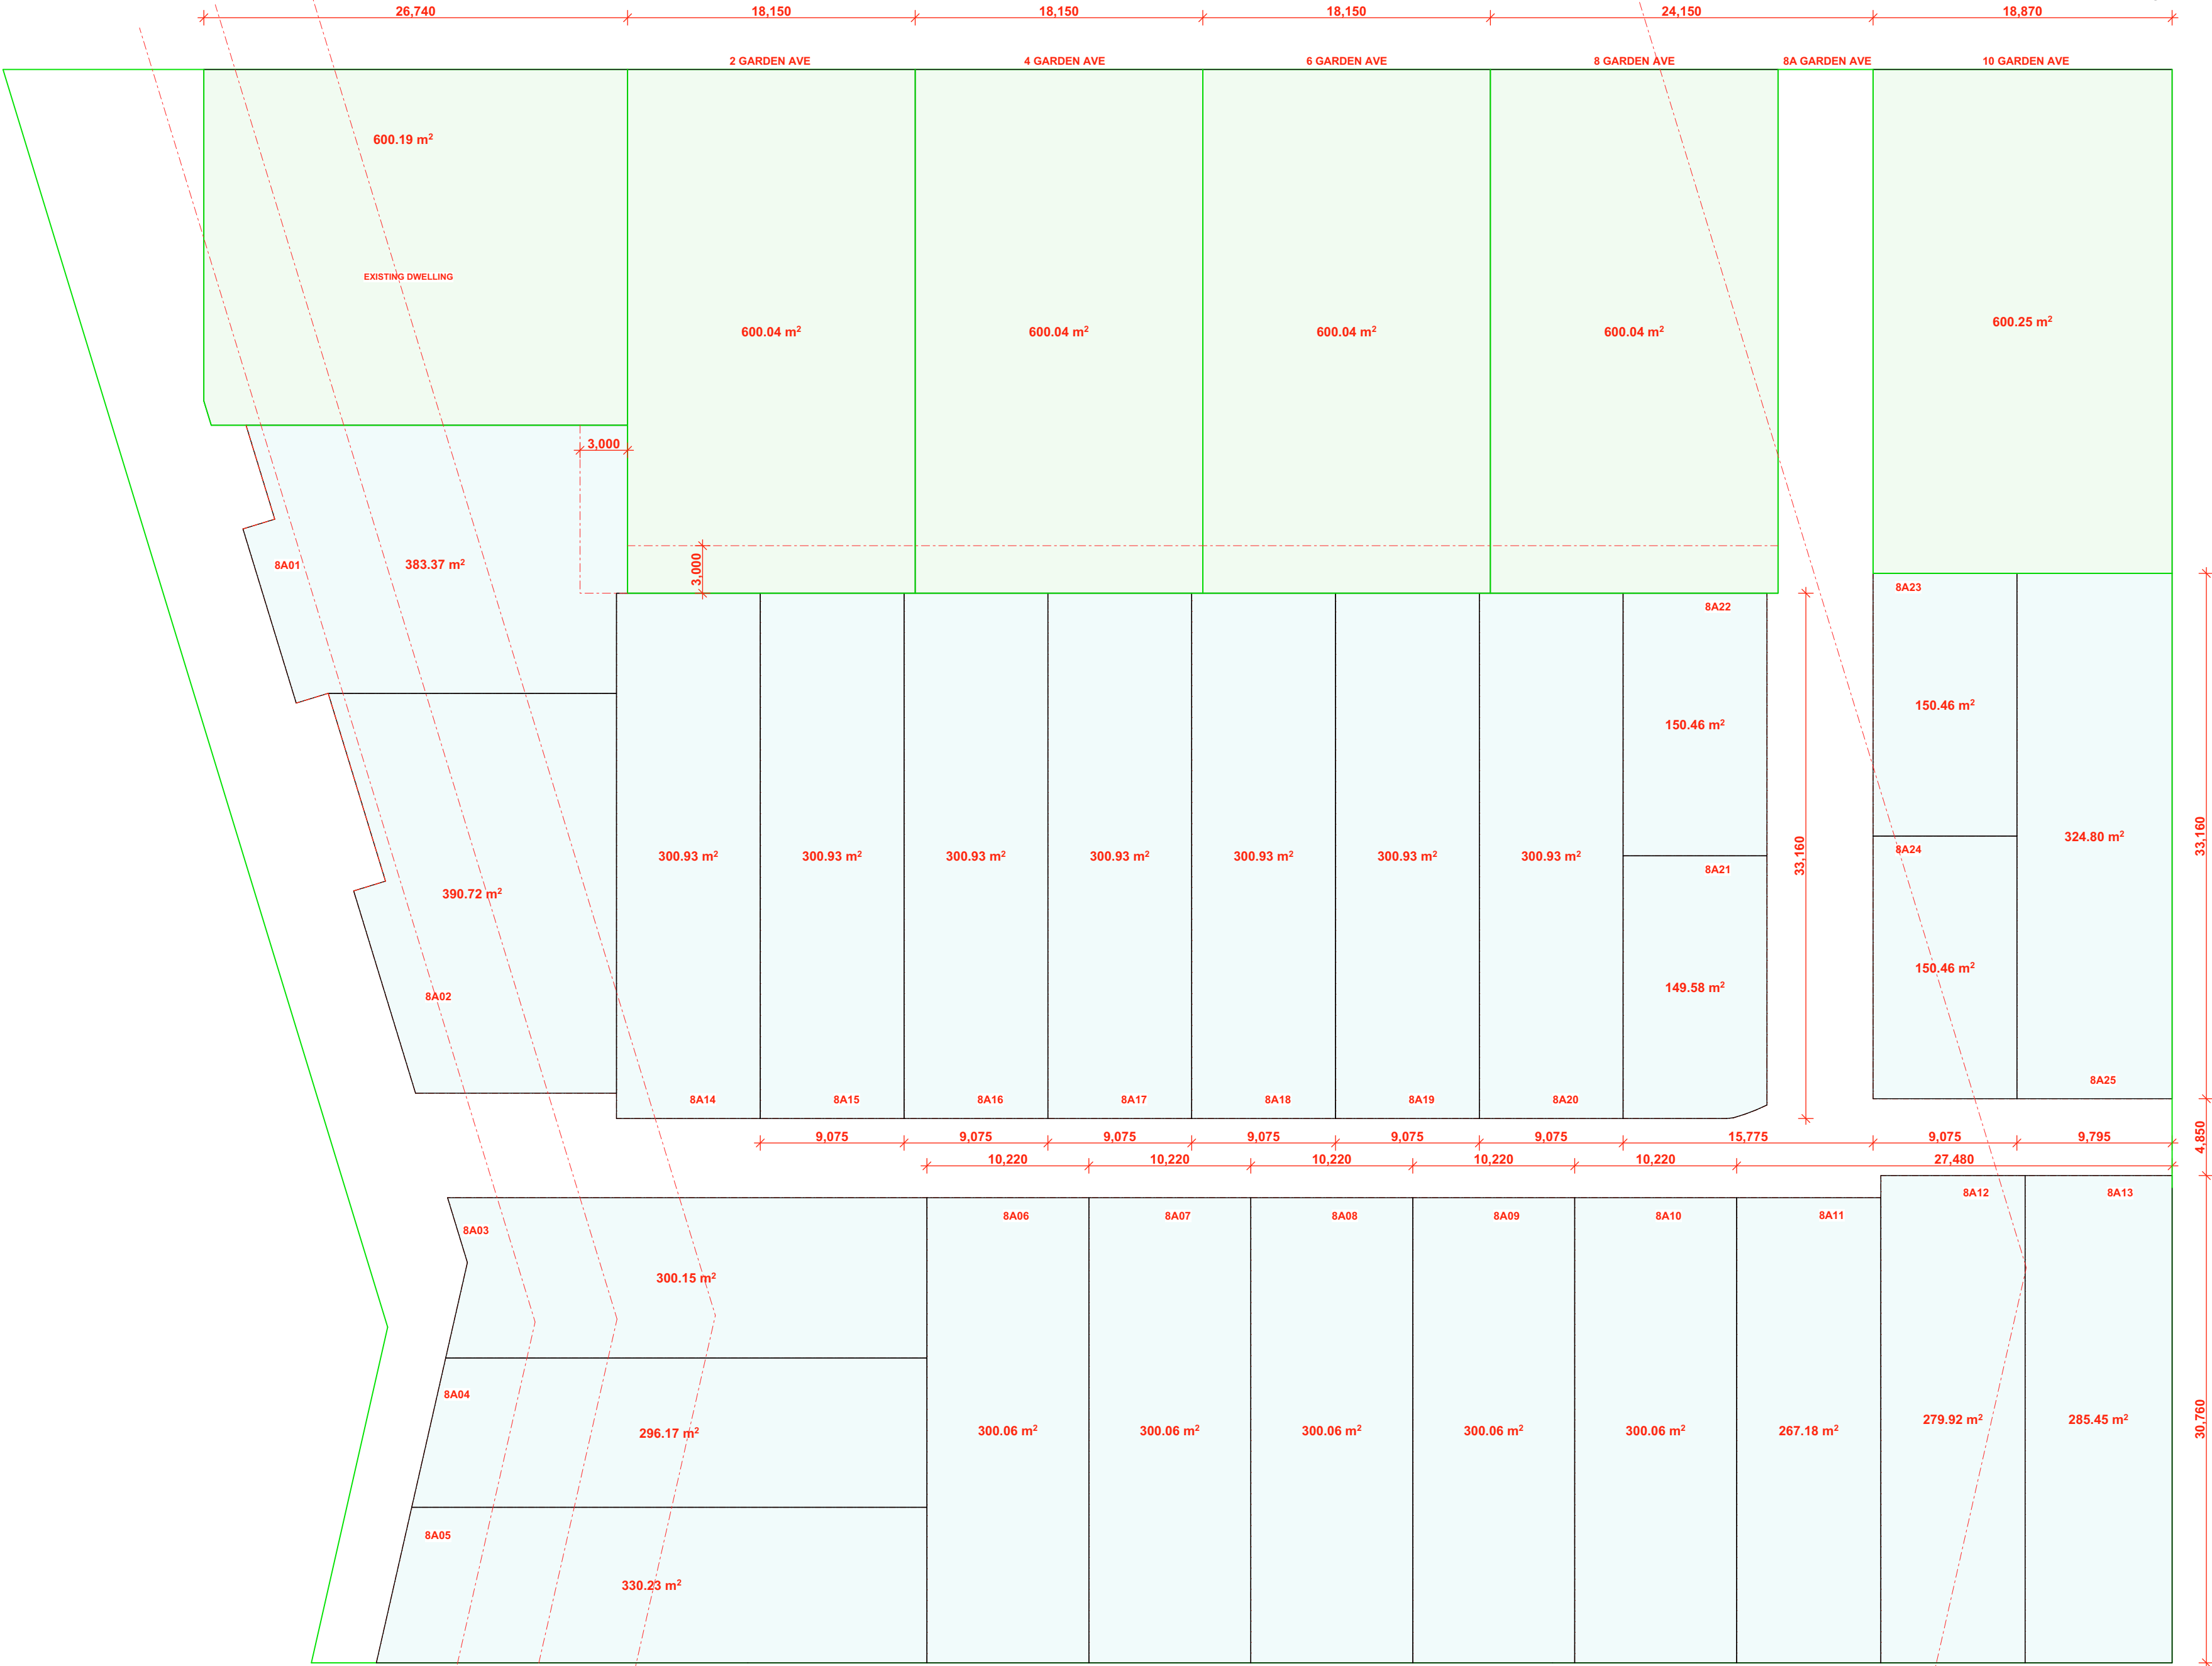 26,740 18,150 18,150 18,150 24,150 18,870
2 GARDEN AVE 4 GARDEN AVE 6 GARDEN AVE 8 GARDEN AVE 8A GARDEN AVE 10 GARDEN AVE
600.19 m²
EXISTING DWELLING
600.04 m² 600.04 m² 600.04 m² 600.04 m² 600.25 m²
3,000
8A01 383.37 m²
3,000
8A23
8A22
150.46 m²
150.46 m²
33,160
324.80 m²
33,160
8A24
300.93 m² 300.93 m² 300.93 m² 300.93 m² 300.93 m² 300.93 m² 300.93 m²
8A21
390.72 m²
150.46 m²
149.58 m²
8A02
8A25
8A14 8A15 8A16 8A17 8A18 8A19 8A20
9,075 9,075 9,075 9,075 9,075 9,075 15,775 9,075 9,795
4,850
10,220 10,220 10,220 10,220 10,220 27,480
8A12 8A13
8A03 8A06 8A07 8A08 8A09 8A10 8A11
300.15 m²
8A04
296.17 m² 300.06 m² 300.06 m² 300.06 m² 300.06 m² 300.06 m² 267.18 m² 279.92 m² 285.45 m²
30,760
8A05
330.23 m²